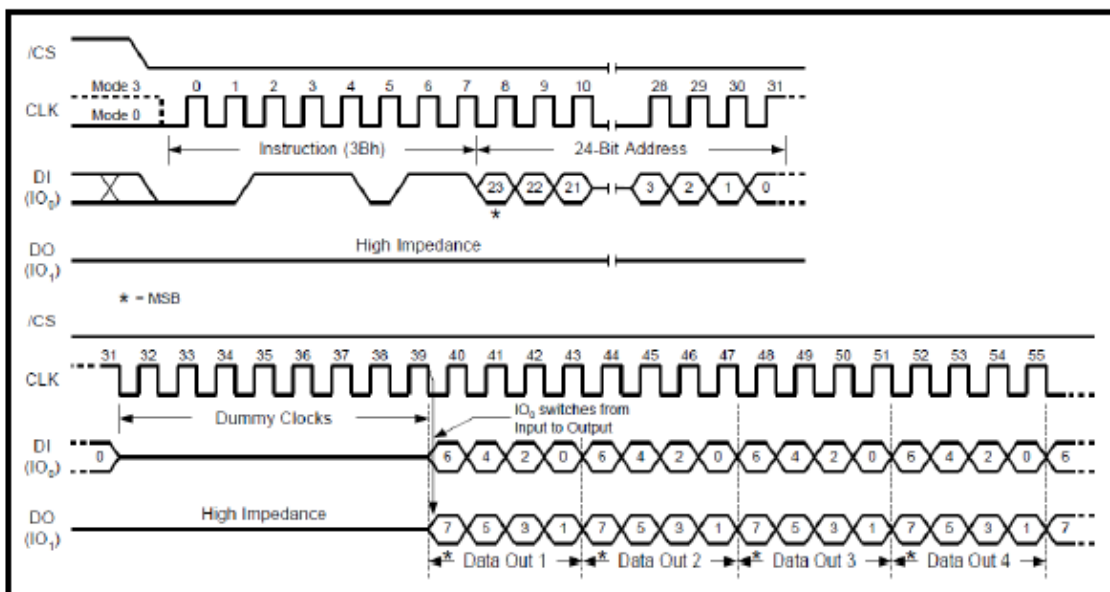 /CS
Mode 3 0 1 2 3 4 5 6 7 8 9 10 28 29 30 31
CLK
Mode 0
Instruction (3Bh) 24-Bit Address
DI
(IO0) 23 22 21 3 2 1 0
*
DO High Impedance
(IO1)
* = MSB
/CS
31 32 33 34 35 36 37 38 39 40 41 42 43 44 45 46 47 48 49 50 51 52 53 54 55
CLK
Dummy Clocks
IO0 switches from
Input to Output
DI
(IO0) 0 6 4 2 0 6 4 2 0 6 4 2 0 6 4 2 0 6
DO High Impedance
(IO1) 7 5 3 1 7 5 3 1 7 5 3 1 7 5 3 1 7
* Data Out 1 * Data Out 2 * Data Out 3 * Data Out 4